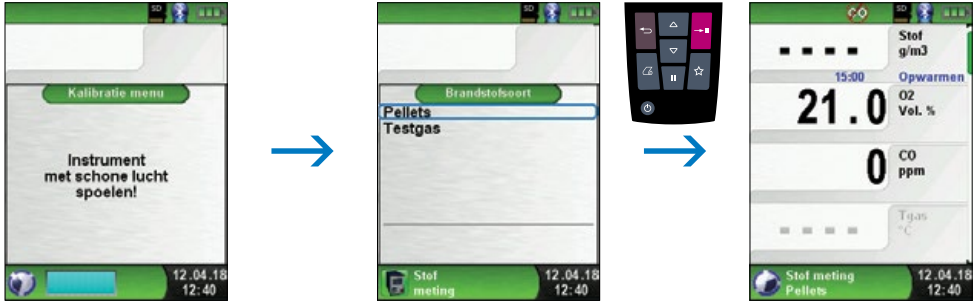 SD
Kalibratie menu
Instrument
met schone lucht
spoelen!
12.04.18
12:40
SD
Brandstofsoort
Pellets
Testgas
Stof
meting
12.04.18
12:40
CO
SD
- - - -
Stof
g/m3
15:00
Opwarmen
21.0
O2
Vol. %
0
CO
ppm
- - - -
Tgas
°C
Stof meting
Pellets
12.04.18
12:40